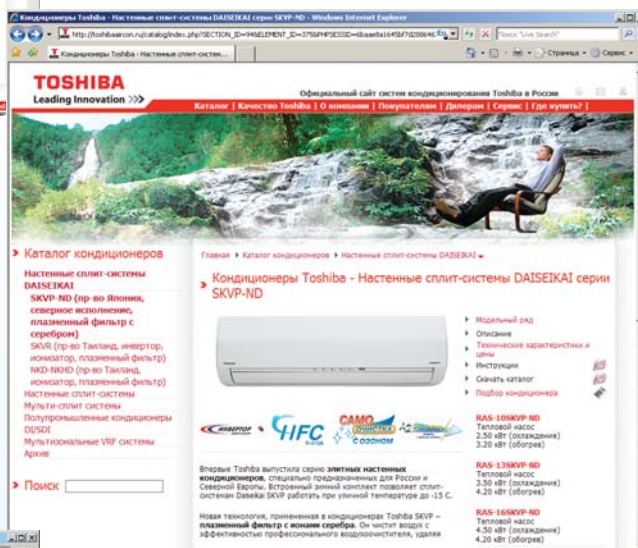 Кондиционеры Toshiba - Настенные сплит-системы DAISEIKAI серии SKVP-ND - Windows Internet Explorer
Live Search
Кондиционеры Toshiba - Настенные сплит-систем...
Страница
Сервис
TOSHIBA
Leading Innovation >>>
Официальный сайт систем кондиционирования Toshiba в России
Каталог | Качество Toshiba | О компании | Покупателям | Дилерам | Сервис | Где купить? |
Каталог кондиционеров
Настенные сплит-системы
DAISEIKAI
SKVP-ND (пр-во Япония,
северное исполнение,
плазменный фильтр с
серебром)
SKVR (пр-во Таиланд, инвертор,
ионизатор, плазменный фильтр)
NKD-NKHD (пр-во Таиланд,
ионизатор, плазменный фильтр)
Настенные сплит-системы
Мульти-сплит системы
Полупромышленные кондиционеры
DI/SDI
Мультизональные VRF системы
Архив
Поиск
Главная Каталог кондиционеров Настенные сплит-системы DAISEIKAI
Кондиционеры Toshiba - Настенные сплит-системы DAISEIKAI серии
SKVP-ND
Модельный ряд
Описание
Технические характеристики и
цены
Инструкции
Скачать каталог
Подбор кондиционера
ИНВЕРТОР
HFC
САМО
ОЧИСТКА
С ОЗОНОМ
RAS-10SKVP-ND
Тепловой насос
2.50 кВт (охлаждение)
3.20 кВт (обогрев)
RAS-13SKVP-ND
Тепловой насос
3.50 кВт (охлаждение)
4.20 кВт (обогрев)
RAS-16SKVP-ND
Тепловой насос
4.50 кВт (охлаждение)
4.20 кВт (обогрев)
Впервые Toshiba выпустила серию элитных настенных
кондиционеров, специально предназначенных для России и
Северной Европы. Встроенный зимний комплект позволяет сплит-
системам Daiseikai SKVP работать при уличной температуре до -15 С.
Новая технология, примененная в кондиционерах Toshiba SKVP –
плазменный фильтр с ионами серебра. Он чистит воздух с
эффективностью профессионального воздухоочистителя, удаляя